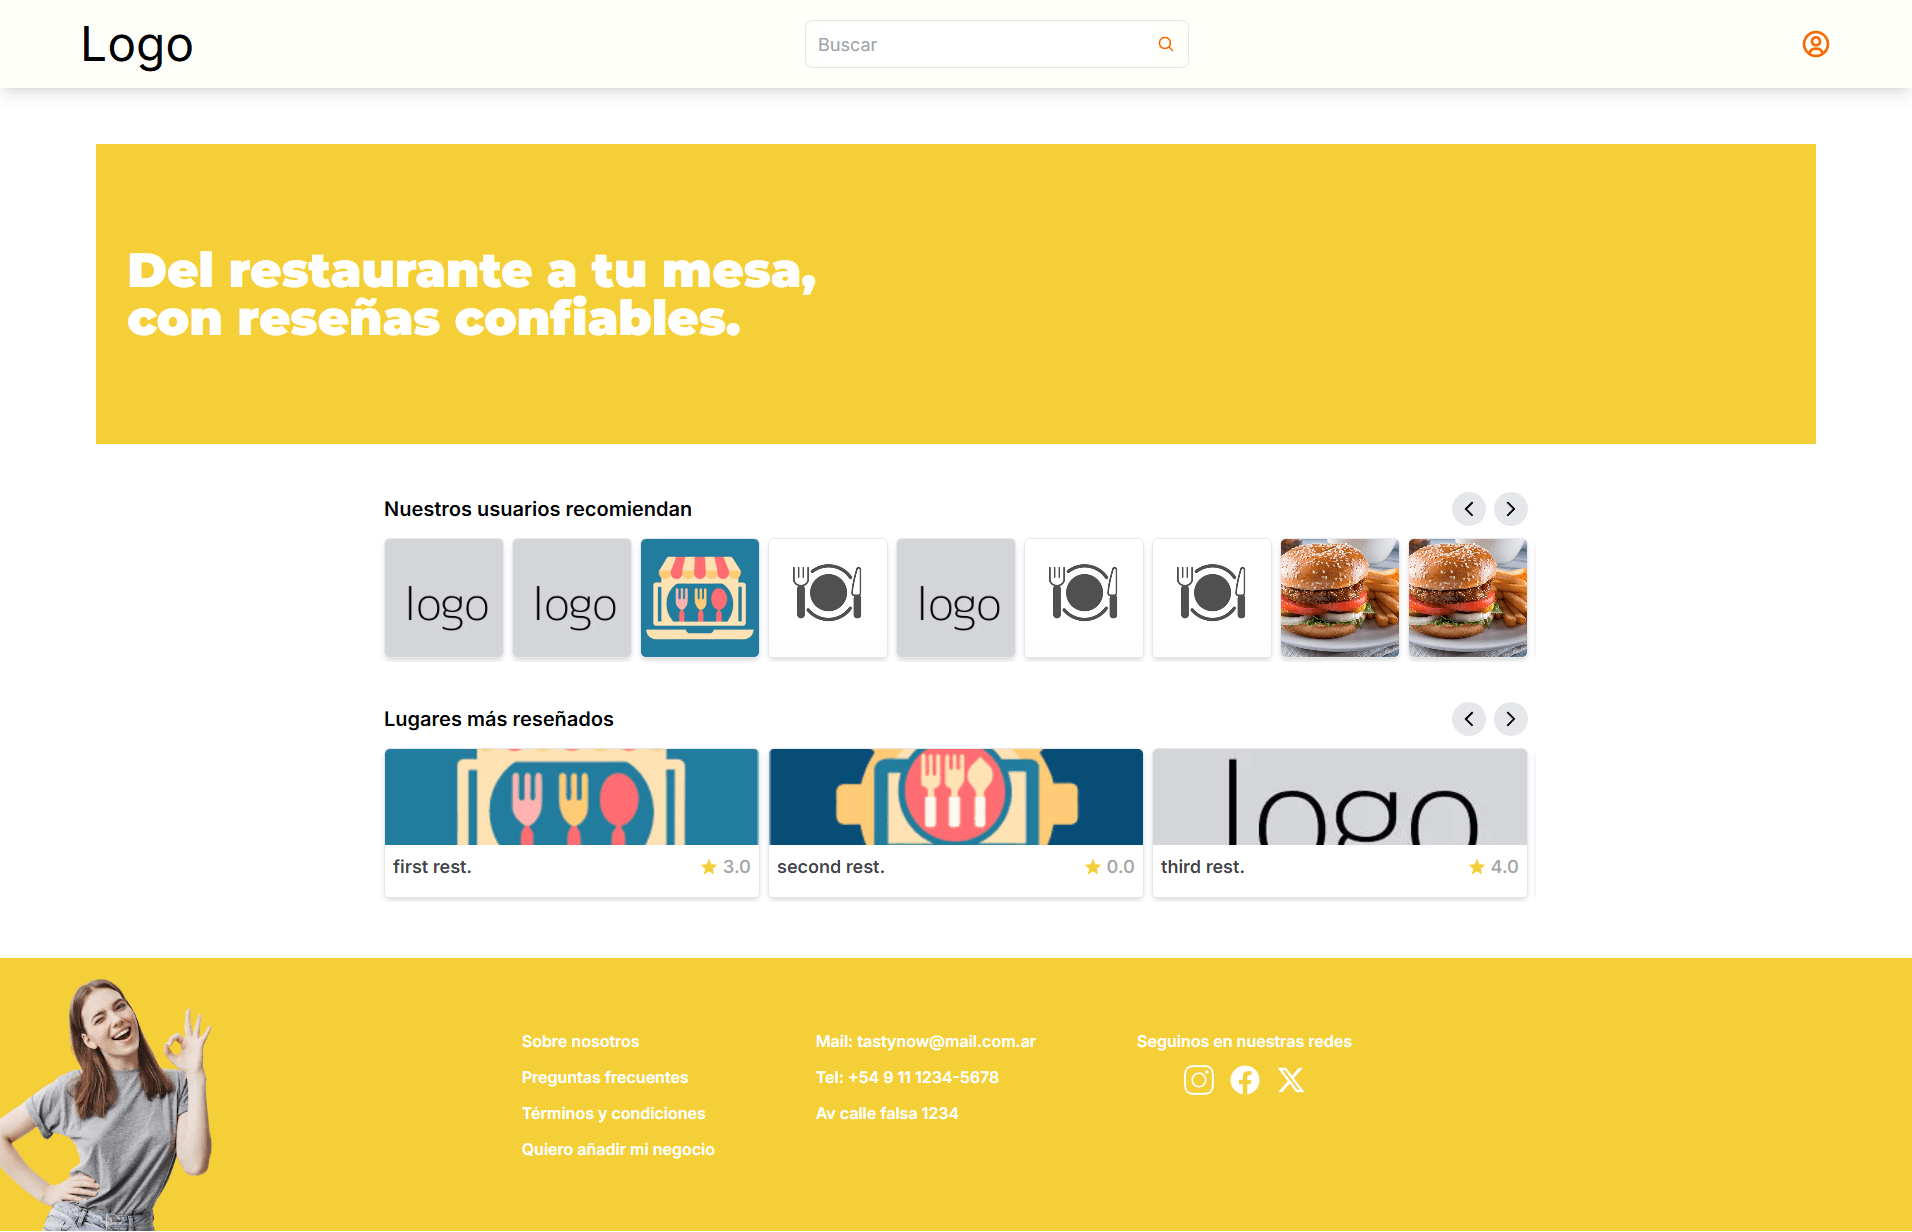 Logo
Buscar
Del restaurante a tu mesa,
con reseñas confiables.
Nuestros usuarios recomiendan
logo
logo
logo
Lugares más reseñados
logo
first rest.
3.0
second rest.
0.0
third rest.
4.0
Sobre nosotros
Preguntas frecuentes
Términos y condiciones
Quiero añadir mi negocio
Mail: tastynow@mail.com.ar
Tel: +54 9 11 1234-5678
Av calle falsa 1234
Seguinos en nuestras redes